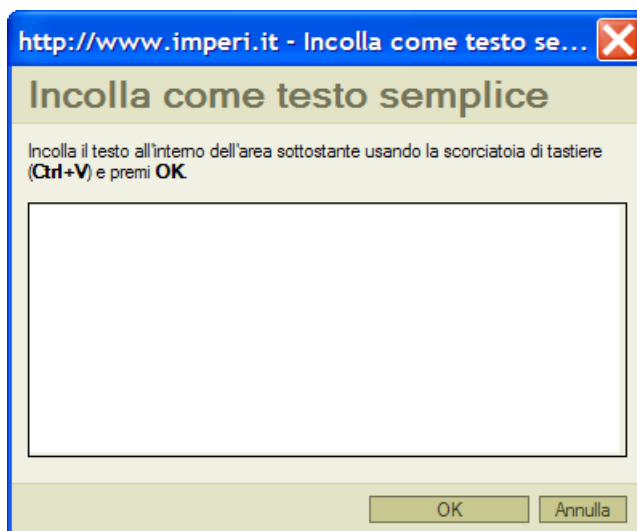 http://www.imperi.it - Incolla come testo se...
Incolla come testo semplice
Incolla il testo all'interno dell'area sottostante usando la scorciatoia di tastiere
(Ctrl+V) e premi OK.
OK Annulla